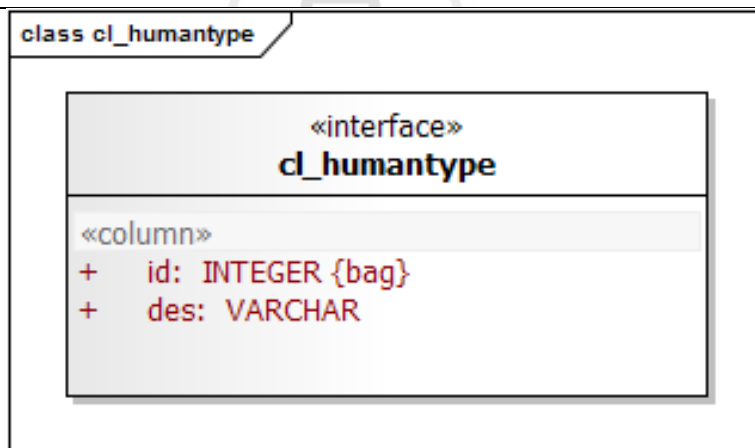 class cl_humantype
«interface»
cl_humantype
«column»
+ id: INTEGER {bag}
+ des: VARCHAR